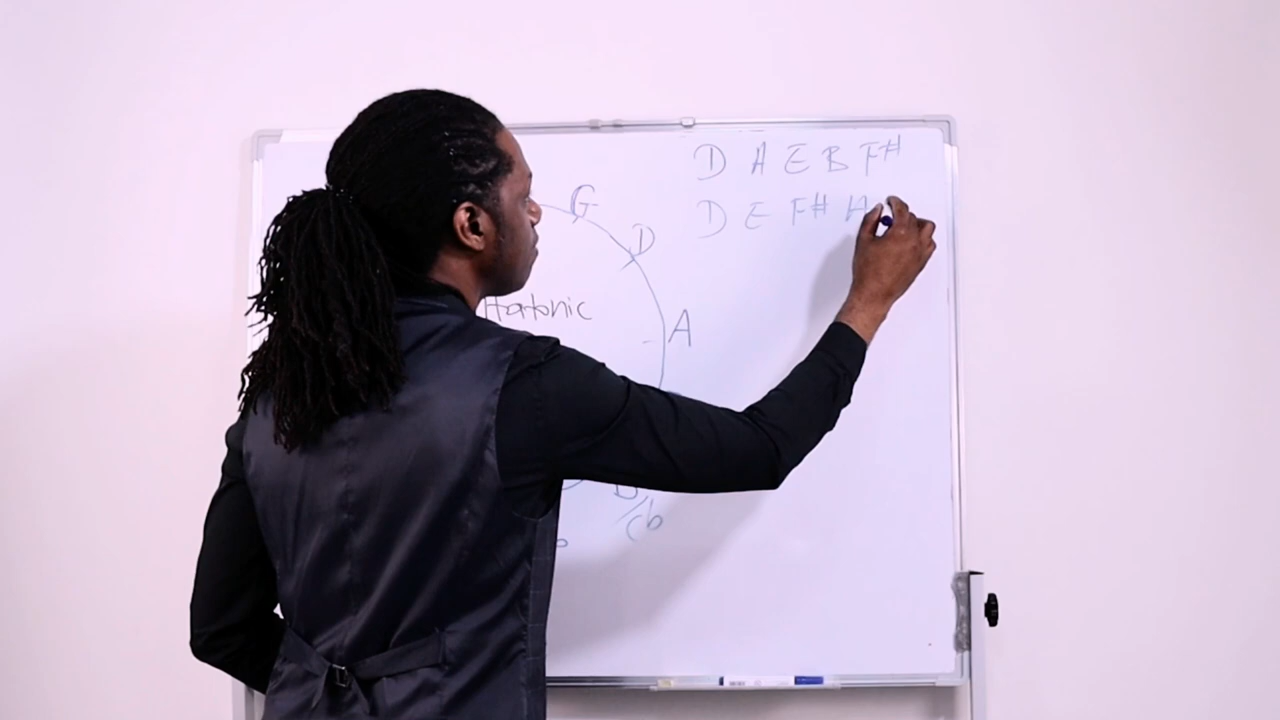 D A E B F#
G
D E F# A
D
tatonic
A
B/Cb
b